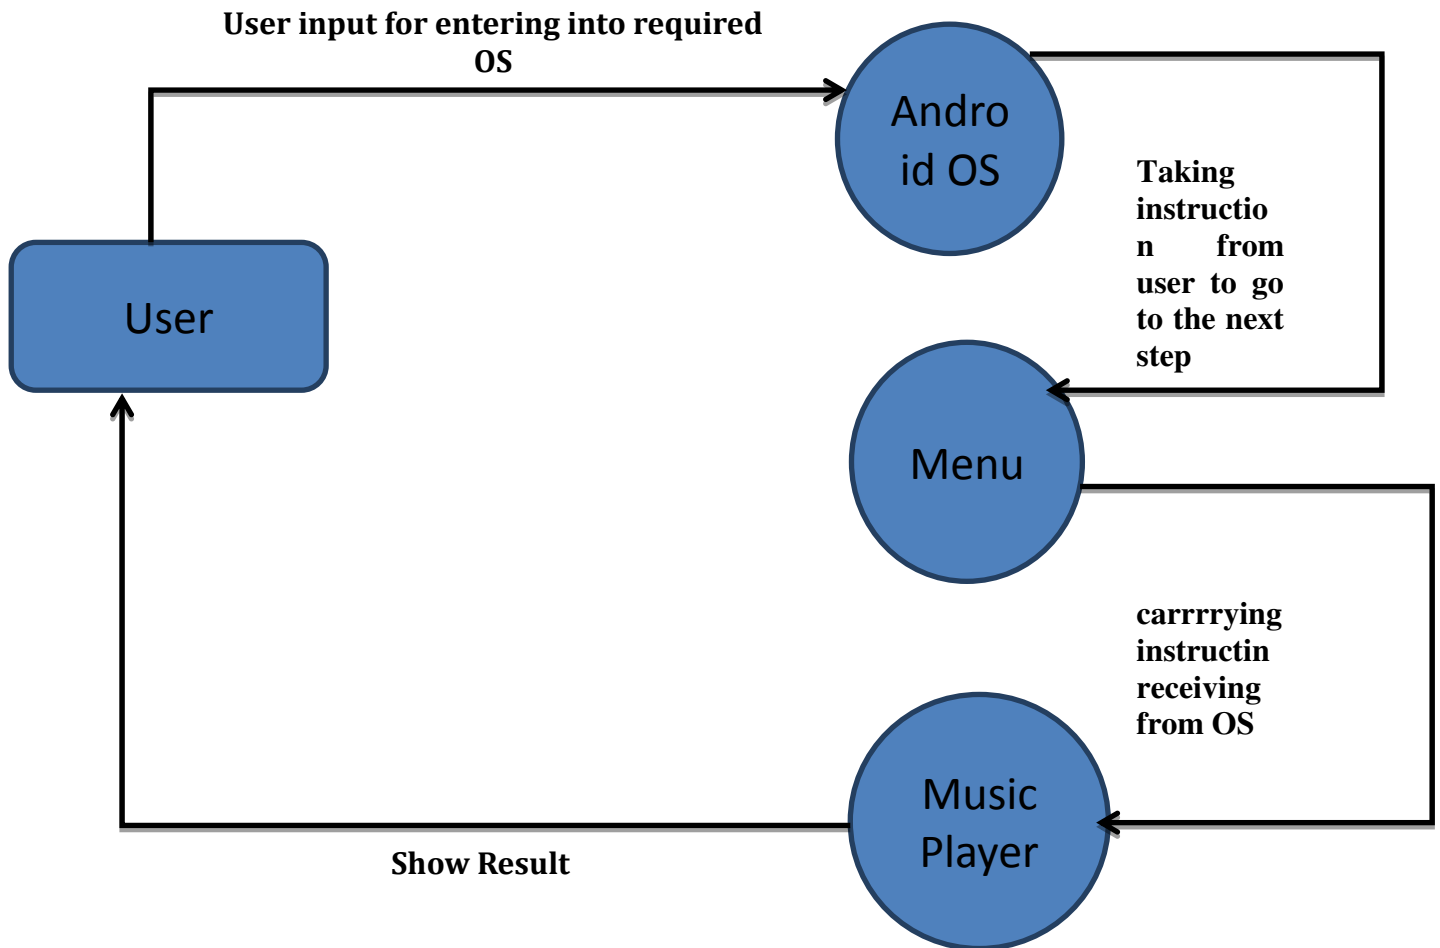 User input for entering into required
OS
Andro
id OS
Taking
instructio
n from
user to go
to the next
step
User
Menu
carrrrying
instructin
receiving
from OS
Music
Player
Show Result